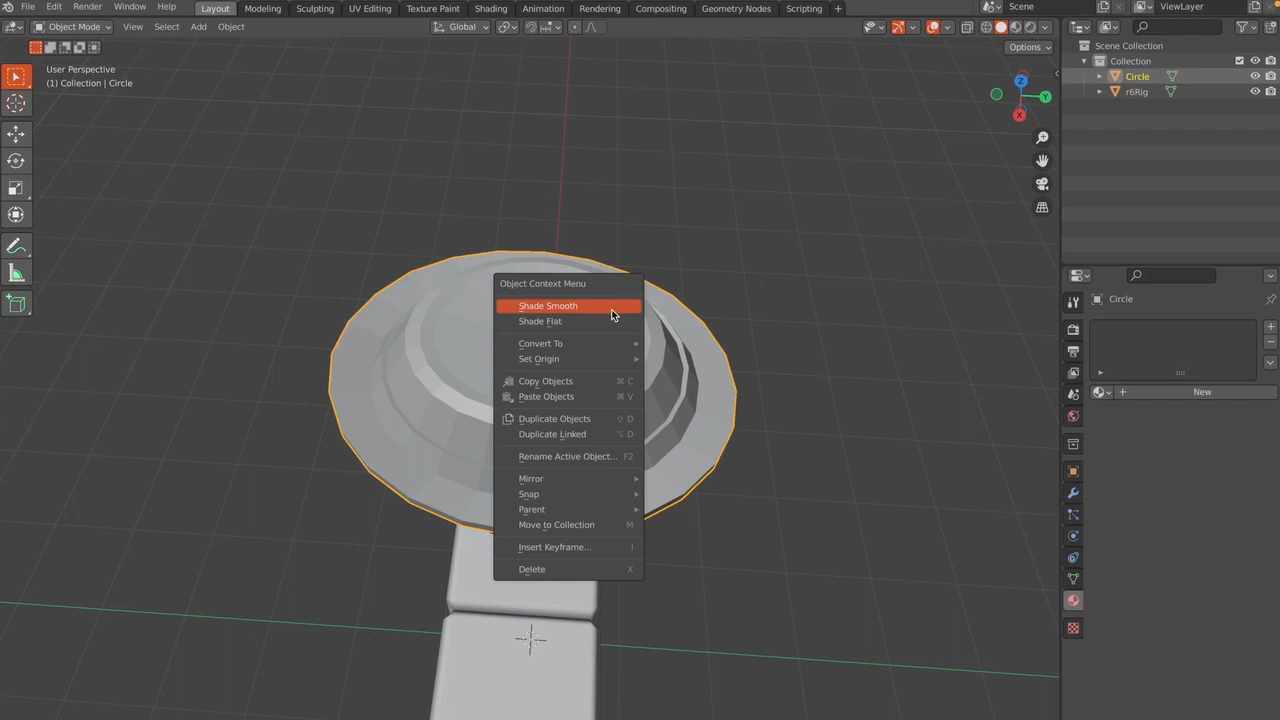 File Edit Render Window Help Layout Modeling Sculpting UV Editing Texture Paint Shading Animation Rendering Compositing Geometry Nodes Scripting + Scene ViewLayer
Object Mode View Select Add Object Global
Options
User Perspective
(1) Collection | Circle
Scene Collection
Collection
Circle
r6Rig
Z
Y
X
Object Context Menu
Shade Smooth
Shade Flat
Convert To
Set Origin
Copy Objects ⌘ C
Paste Objects ⌘ V
Duplicate Objects ⇧ D
Duplicate Linked ⌥ D
Rename Active Object... F2
Mirror
Snap
Parent
Move to Collection M
Insert Keyframe... I
Delete X
Circle
+ New